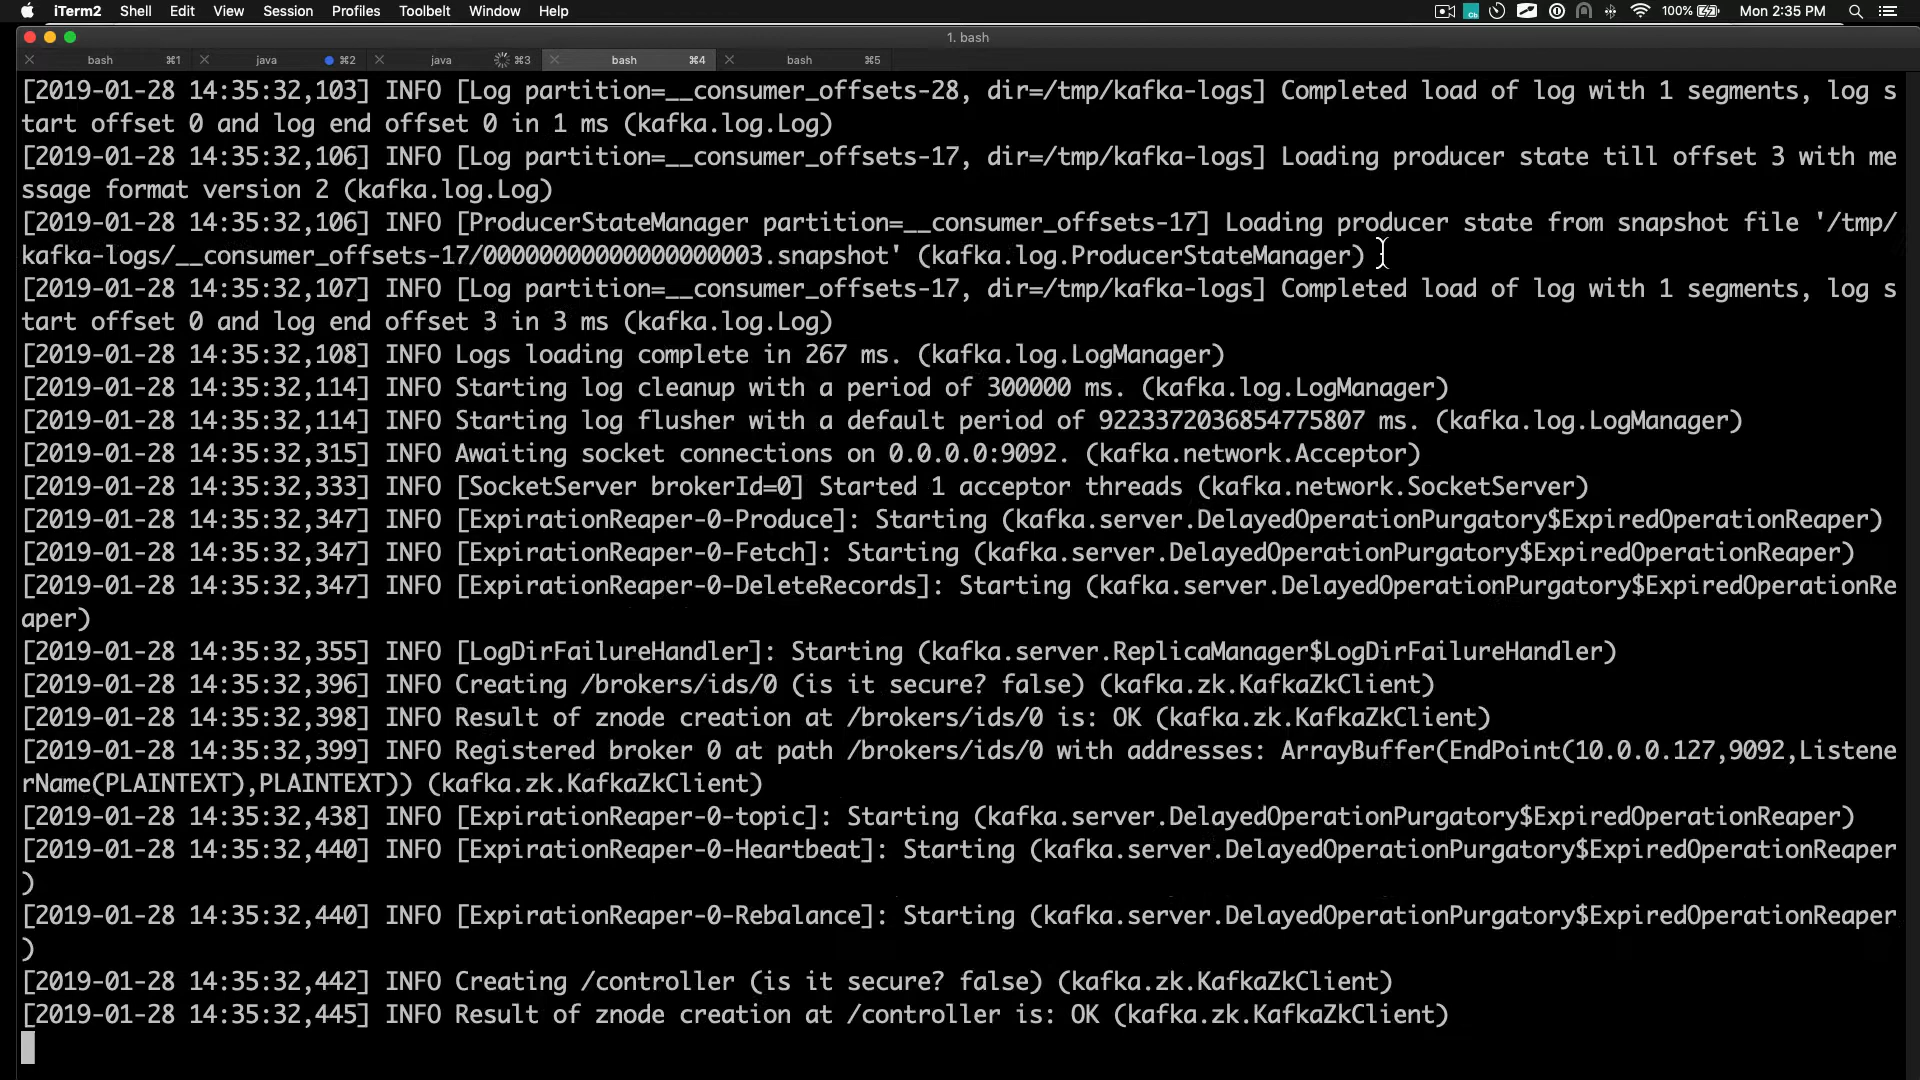 iTerm2 Shell Edit View Session Profiles Toolbelt Window Help 100% Mon 2:35 PM
1. bash
bash ⌘1 java ⌘2 java ⌘3 bash ⌘4 bash ⌘5
[2019-01-28 14:35:32,103] INFO [Log partition=__consumer_offsets-28, dir=/tmp/kafka-logs] Completed load of log with 1 segments, log s
tart offset 0 and log end offset 0 in 1 ms (kafka.log.Log)
[2019-01-28 14:35:32,106] INFO [Log partition=__consumer_offsets-17, dir=/tmp/kafka-logs] Loading producer state till offset 3 with me
ssage format version 2 (kafka.log.Log)
[2019-01-28 14:35:32,106] INFO [ProducerStateManager partition=__consumer_offsets-17] Loading producer state from snapshot file '/tmp/
kafka-logs/__consumer_offsets-17/00000000000000000003.snapshot' (kafka.log.ProducerStateManager)
[2019-01-28 14:35:32,107] INFO [Log partition=__consumer_offsets-17, dir=/tmp/kafka-logs] Completed load of log with 1 segments, log s
tart offset 0 and log end offset 3 in 3 ms (kafka.log.Log)
[2019-01-28 14:35:32,108] INFO Logs loading complete in 267 ms. (kafka.log.LogManager)
[2019-01-28 14:35:32,114] INFO Starting log cleanup with a period of 300000 ms. (kafka.log.LogManager)
[2019-01-28 14:35:32,114] INFO Starting log flusher with a default period of 9223372036854775807 ms. (kafka.log.LogManager)
[2019-01-28 14:35:32,315] INFO Awaiting socket connections on 0.0.0.0:9092. (kafka.network.Acceptor)
[2019-01-28 14:35:32,333] INFO [SocketServer brokerId=0] Started 1 acceptor threads (kafka.network.SocketServer)
[2019-01-28 14:35:32,347] INFO [ExpirationReaper-0-Produce]: Starting (kafka.server.DelayedOperationPurgatory$ExpiredOperationReaper)
[2019-01-28 14:35:32,347] INFO [ExpirationReaper-0-Fetch]: Starting (kafka.server.DelayedOperationPurgatory$ExpiredOperationReaper)
[2019-01-28 14:35:32,347] INFO [ExpirationReaper-0-DeleteRecords]: Starting (kafka.server.DelayedOperationPurgatory$ExpiredOperationRe
aper)
[2019-01-28 14:35:32,355] INFO [LogDirFailureHandler]: Starting (kafka.server.ReplicaManager$LogDirFailureHandler)
[2019-01-28 14:35:32,396] INFO Creating /brokers/ids/0 (is it secure? false) (kafka.zk.KafkaZkClient)
[2019-01-28 14:35:32,398] INFO Result of znode creation at /brokers/ids/0 is: OK (kafka.zk.KafkaZkClient)
[2019-01-28 14:35:32,399] INFO Registered broker 0 at path /brokers/ids/0 with addresses: ArrayBuffer(EndPoint(10.0.0.127,9092,Listene
rName(PLAINTEXT),PLAINTEXT)) (kafka.zk.KafkaZkClient)
[2019-01-28 14:35:32,438] INFO [ExpirationReaper-0-topic]: Starting (kafka.server.DelayedOperationPurgatory$ExpiredOperationReaper)
[2019-01-28 14:35:32,440] INFO [ExpirationReaper-0-Heartbeat]: Starting (kafka.server.DelayedOperationPurgatory$ExpiredOperationReaper
)
[2019-01-28 14:35:32,440] INFO [ExpirationReaper-0-Rebalance]: Starting (kafka.server.DelayedOperationPurgatory$ExpiredOperationReaper
)
[2019-01-28 14:35:32,442] INFO Creating /controller (is it secure? false) (kafka.zk.KafkaZkClient)
[2019-01-28 14:35:32,445] INFO Result of znode creation at /controller is: OK (kafka.zk.KafkaZkClient)